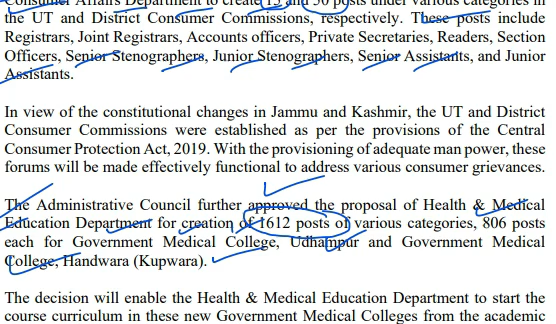 Consumer Affairs Department to create 15 and 50 posts under various categories in
the UT and District Consumer Commissions, respectively. These posts include
Registrars, Joint Registrars, Accounts officers, Private Secretaries, Readers, Section
Officers, Senior Stenographers, Junior Stenographers, Senior Assistants, and Junior
Assistants.
In view of the constitutional changes in Jammu and Kashmir, the UT and District
Consumer Commissions were established as per the provisions of the Central
Consumer Protection Act, 2019. With the provisioning of adequate man power, these
forums will be made effectively functional to address various consumer grievances.
The Administrative Council further approved the proposal of Health & Medical
Education Department for creation of 1612 posts of various categories, 806 posts
each for Government Medical College, Udhampur and Government Medical
College, Handwara (Kupwara).
The decision will enable the Health & Medical Education Department to start the
course curriculum in these new Government Medical Colleges from the academic